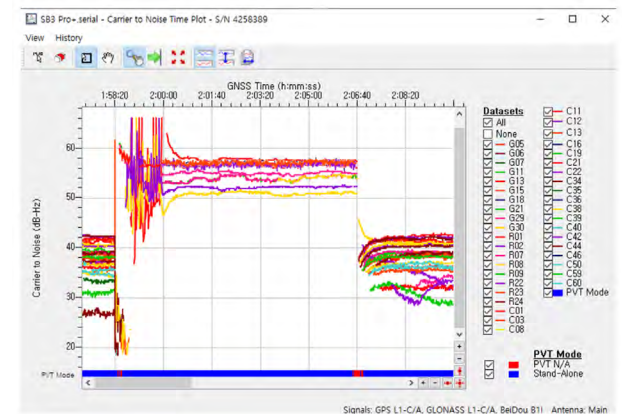 SB3 Pro+.serial - Carrier to Noise Time Plot - S/N 4258389
View History
GNSS Time (h:mm:ss)
1:58:20 2:00:00 2:01:40 2:03:20 2:05:00 2:06:40 2:08:20
Carrier to Noise (dB-Hz)
60
50
40
30
20
PVT Mode
Datasets
All
None
G05
G06
G07
G11
G13
G15
G18
G21
G29
G30
R01
R02
R07
R08
R09
R22
R23
R24
C01
C03
C08
C11
C12
C13
C16
C19
C21
C22
C34
C35
C36
C38
C39
C40
C42
C44
C46
C50
C59
C60
PVT Mode
PVT Mode
PVT N/A
Stand-Alone
Signals: GPS L1-C/A, GLONASS L1-C/A, BeiDou B1I Antenna: Main